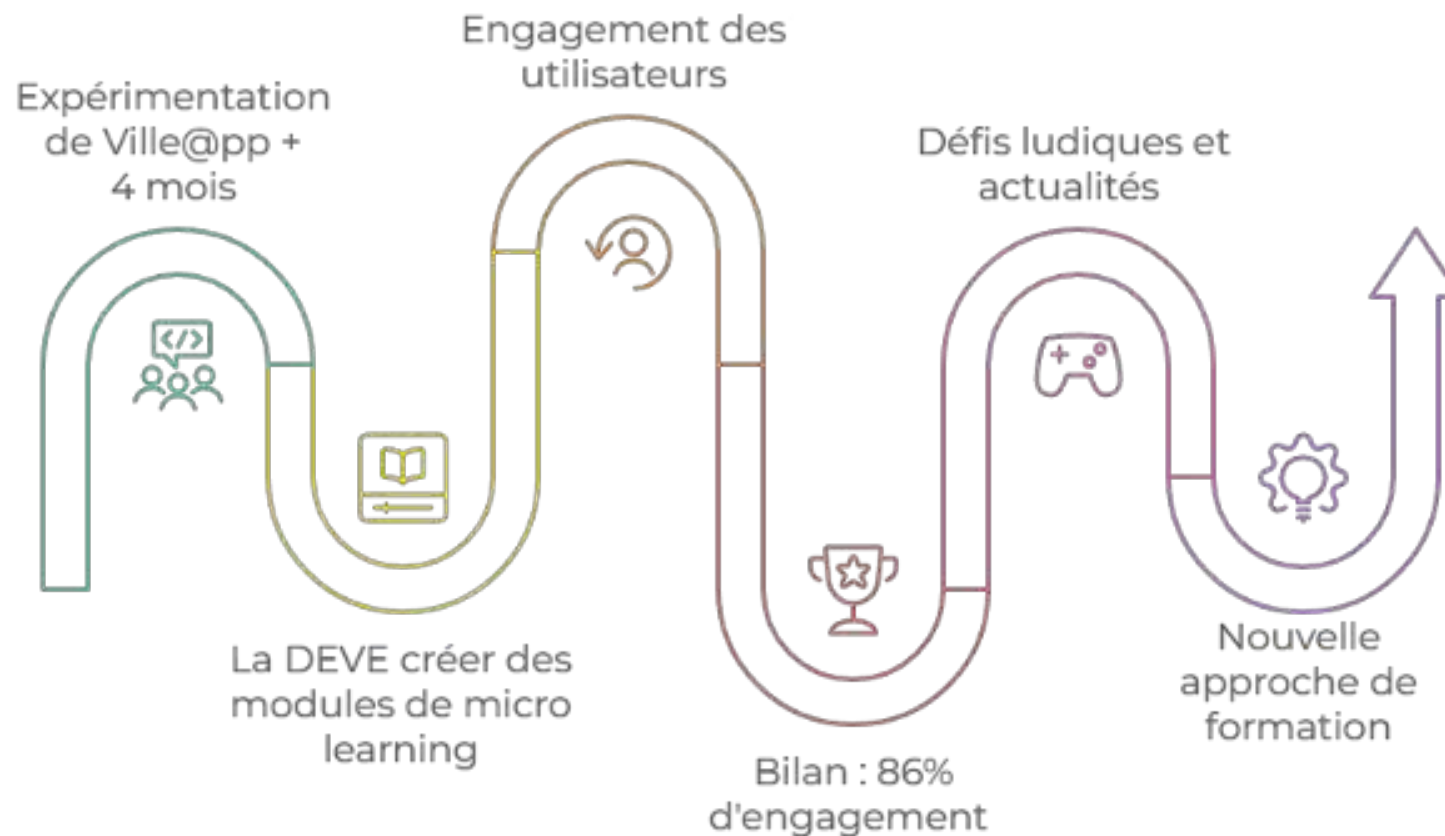 Expérimentation
de Ville@pp +
4 mois
La DEVE créer des
modules de micro
learning
Engagement des
utilisateurs
Bilan : 86%
d'engagement
Défis ludiques et
actualités
Nouvelle
approche de
formation